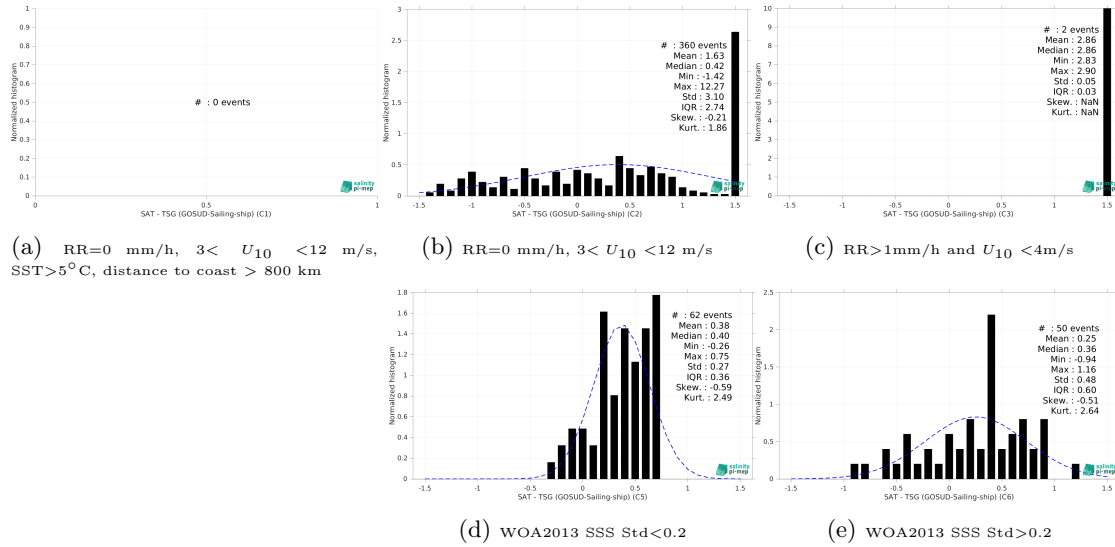 1
0.9
0.8
0.7
0.6
0.5
0.4
0.3
0.2
0.1
0
Normalized histogram
# : 0 events
salinity
pi-mep
0 0.5 1
SAT - TSG (GOSUD-Sailing-ship) (C1)
(a) RR=0 mm/h, 3< U10 <12 m/s,
SST>5°C, distance to coast > 800 km
3
2.5
2
1.5
1
0.5
0
Normalized histogram
# : 360 events
Mean : 1.63
Median : 0.42
Min : -1.42
Max : 12.27
Std : 3.10
IQR : 2.74
Skew. : -0.21
Kurt. : 1.86
salinity
pi-mep
-1.5 -1 -0.5 0 0.5 1 1.5
SAT - TSG (GOSUD-Sailing-ship) (C2)
(b) RR=0 mm/h, 3< U10 <12 m/s
10
9
8
7
6
5
4
3
2
1
0
Normalized histogram
# : 2 events
Mean : 2.86
Median : 2.86
Min : 2.83
Max : 2.90
Std : 0.05
IQR : 0.03
Skew. : NaN
Kurt. : NaN
salinity
pi-mep
-1.5 -1 -0.5 0 0.5 1 1.5
SAT - TSG (GOSUD-Sailing-ship) (C3)
(c) RR>1mm/h and U10 <4m/s
1.8
1.6
1.4
1.2
1
0.8
0.6
0.4
0.2
0
Normalized histogram
# : 62 events
Mean : 0.38
Median : 0.40
Min : -0.26
Max : 0.75
Std : 0.27
IQR : 0.36
Skew. : -0.59
Kurt. : 2.49
salinity
pi-mep
-1.5 -1 -0.5 0 0.5 1 1.5
SAT - TSG (GOSUD-Sailing-ship) (C5)
(d) WOA2013 SSS Std<0.2
2.5
2
1.5
1
0.5
0
Normalized histogram
# : 50 events
Mean : 0.25
Median : 0.36
Min : -0.94
Max : 1.16
Std : 0.48
IQR : 0.60
Skew. : -0.51
Kurt. : 2.64
salinity
pi-mep
-1.5 -1 -0.5 0 0.5 1 1.5
SAT - TSG (GOSUD-Sailing-ship) (C6)
(e) WOA2013 SSS Std>0.2